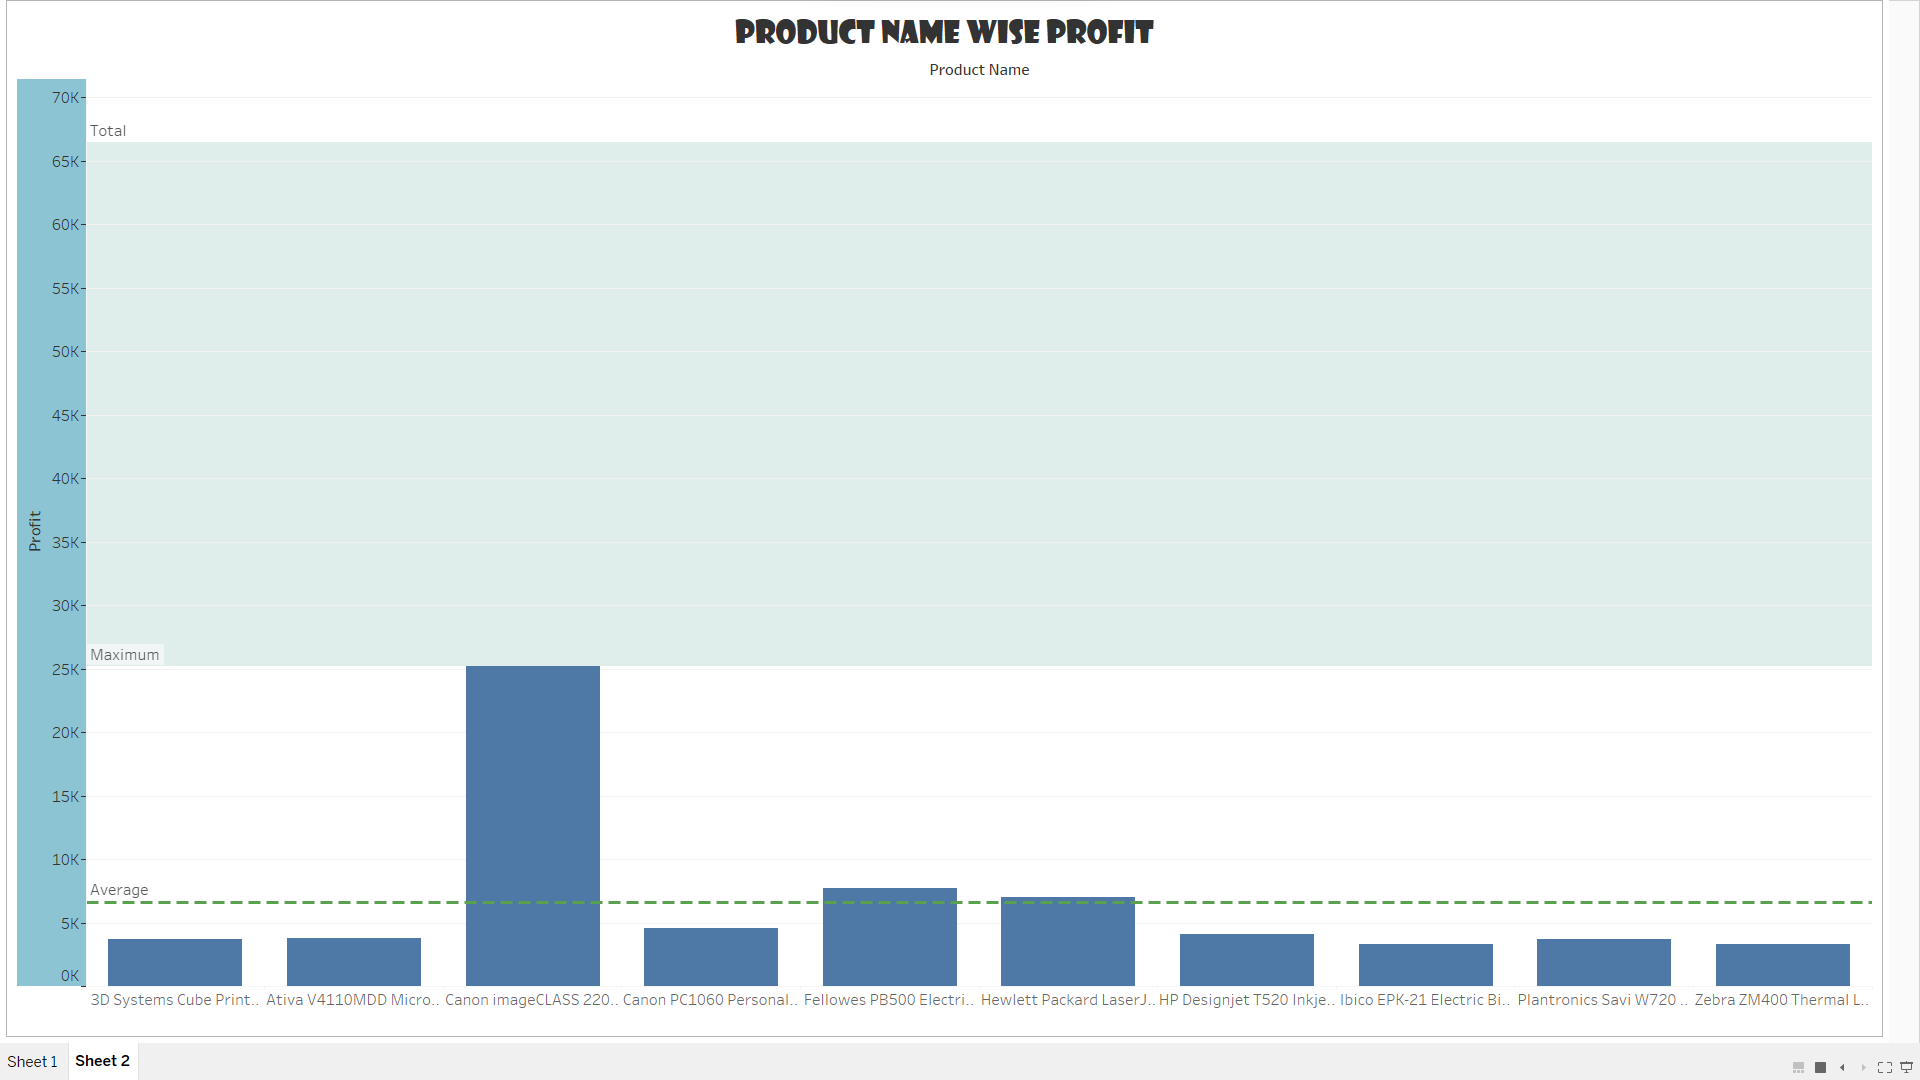 PRODUCT NAME WISE PROFIT
Product Name
70K
Total
65K
60K
55K
50K
45K
40K
Profit
35K
30K
Maximum
25K
20K
15K
10K
Average
5K
0K
3D Systems Cube Print.. Ativa V4110MDD Micro.. Canon imageCLASS 220.. Canon PC1060 Personal.. Fellowes PB500 Electri.. Hewlett Packard LaserJ.. HP Designjet T520 Inkje.. Ibico EPK-21 Electric Bi.. Plantronics Savi W720 .. Zebra ZM400 Thermal L..
Sheet 1 Sheet 2